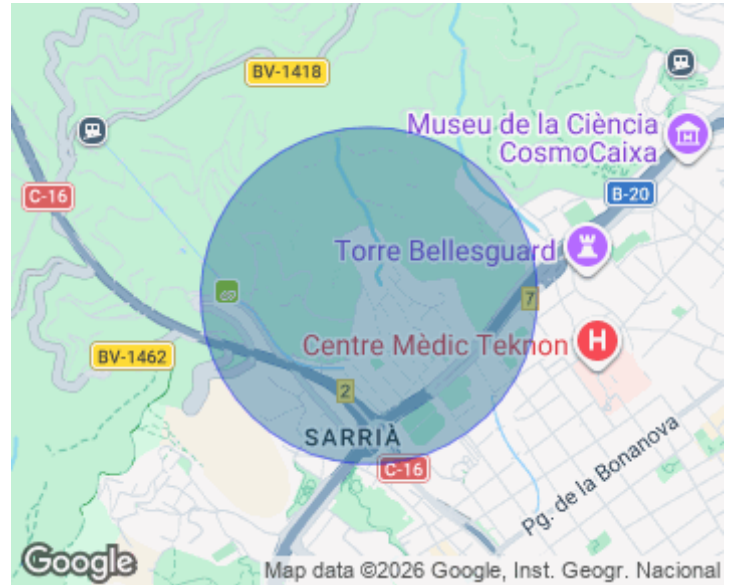 BV-1418
Museu de la Ciència
CosmoCaixa
C-16
B-20
Torre Bellesguard
7
Centre Mèdic Teknon
H
BV-1462
2
SARRIÀ
C-16
Pg. de la Bonanova
Google
Map data ©2026 Google, Inst. Geogr. Nacional